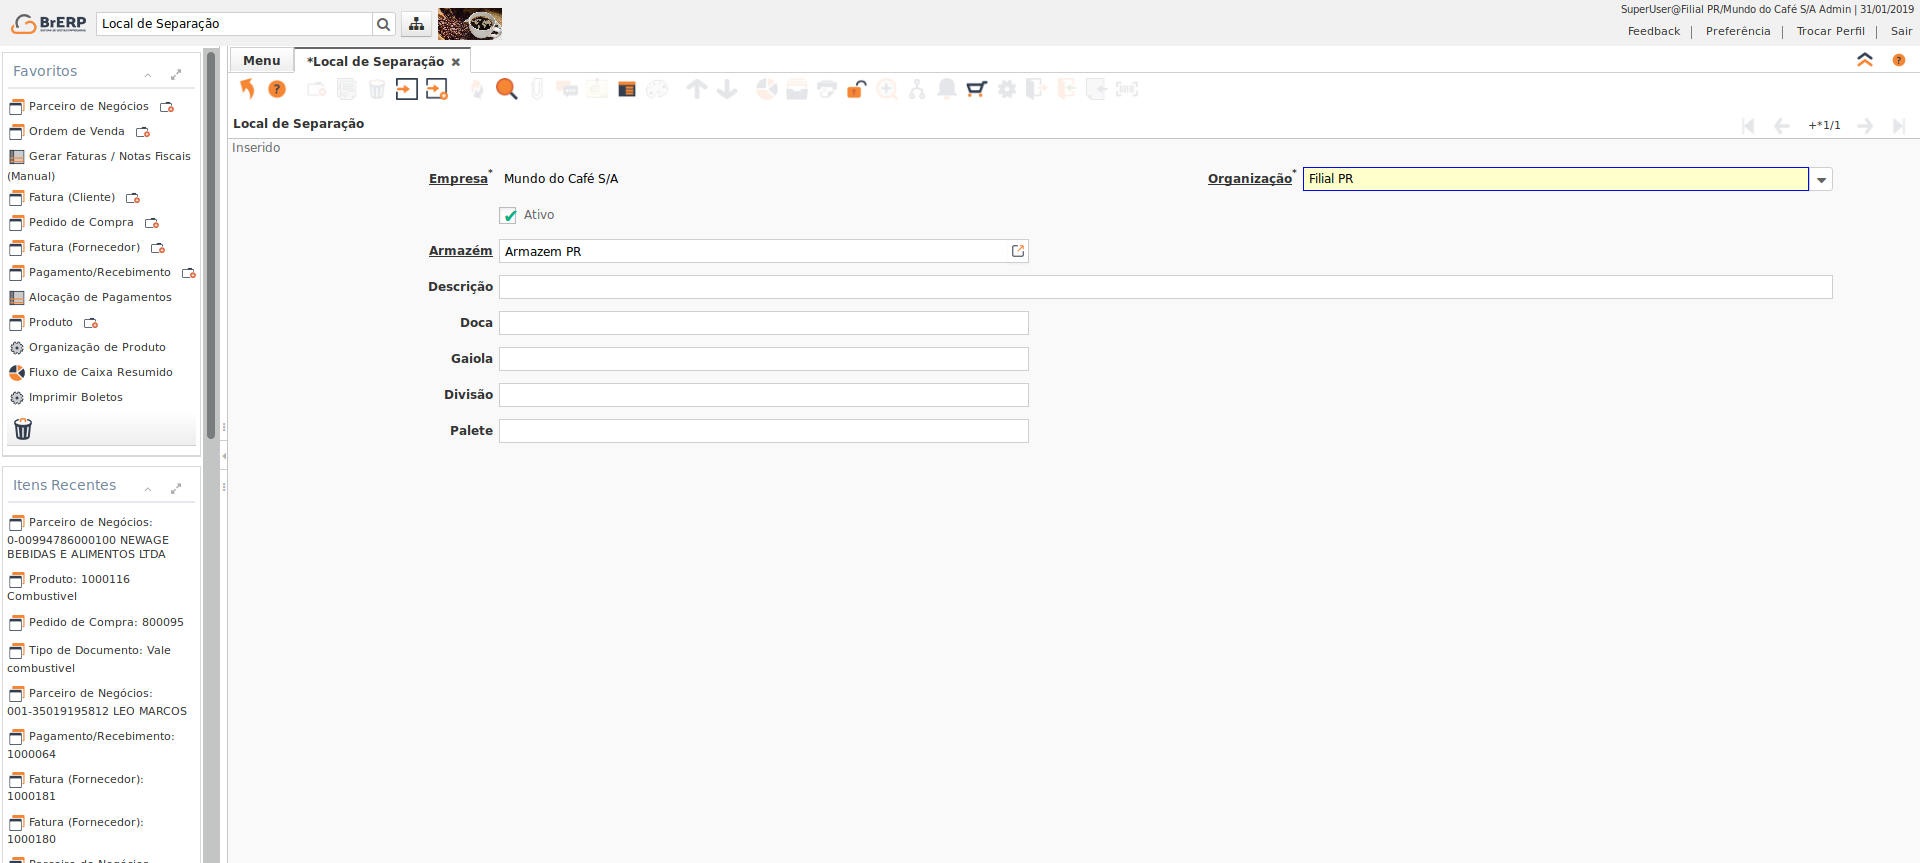 BrERP
Local de Separação
SuperUser@Filial PR/Mundo do Café S/A Admin | 31/01/2019
Feedback | Preferência | Trocar Perfil | Sair
Favoritos
Parceiro de Negócios
Ordem de Venda
Gerar Faturas / Notas Fiscais
(Manual)
Fatura (Cliente)
Pedido de Compra
Fatura (Fornecedor)
Pagamento/Recebimento
Alocação de Pagamentos
Produto
Organização de Produto
Fluxo de Caixa Resumido
Imprimir Boletos
Itens Recentes
Parceiro de Negócios:
0-00994786000100 NEWAGE
BEBIDAS E ALIMENTOS LTDA
Produto: 1000116
Combustivel
Pedido de Compra: 800095
Tipo de Documento: Vale
combustivel
Parceiro de Negócios:
001-35019195812 LEO MARCOS
Pagamento/Recebimento:
1000064
Fatura (Fornecedor):
1000181
Fatura (Fornecedor):
1000180
Menu
*Local de Separação
Local de Separação
+*1/1
Inserido
Empresa* Mundo do Café S/A
Organização* Filial PR
Ativo
Armazém Armazem PR
Descrição
Doca
Gaiola
Divisão
Palete